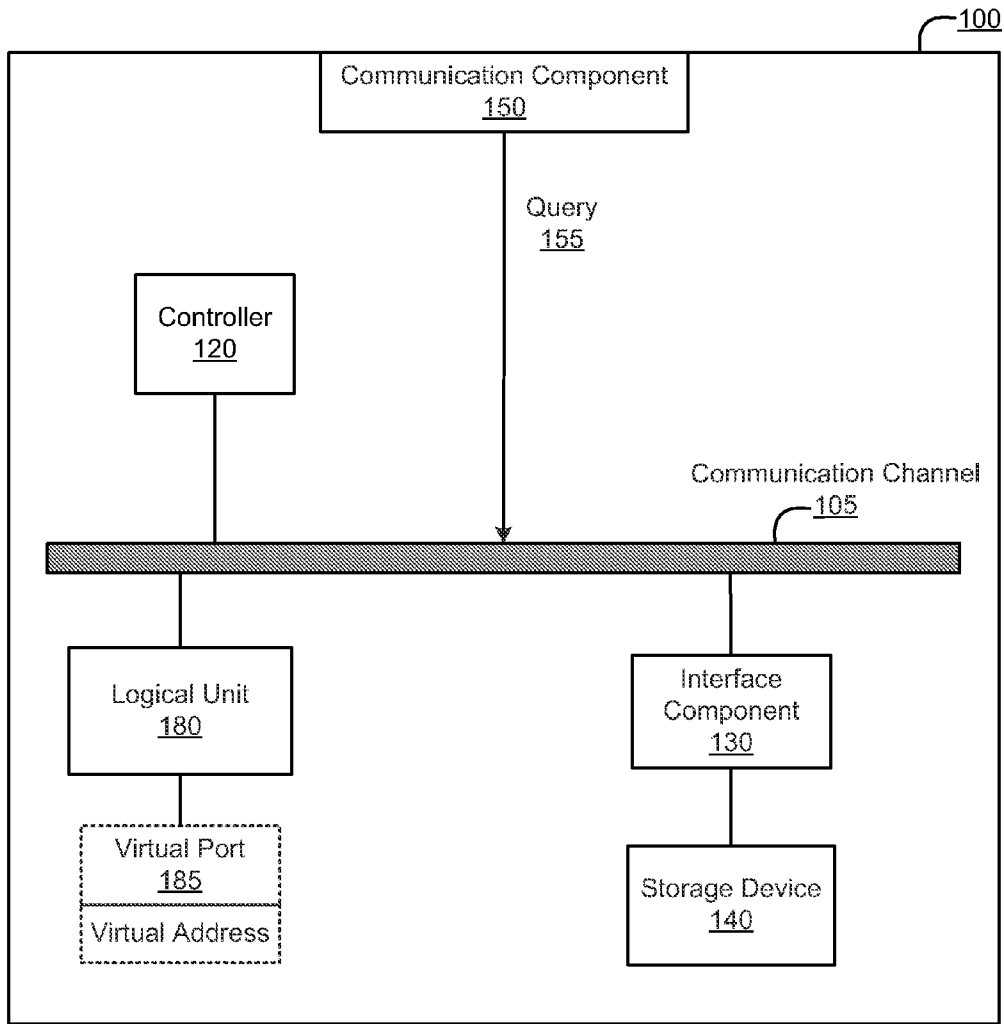 100
Communication Component
150
Query
155
Controller
120
Communication Channel
105
Logical Unit
180
Interface
Component
130
Virtual Port
185
Virtual Address
Storage Device
140